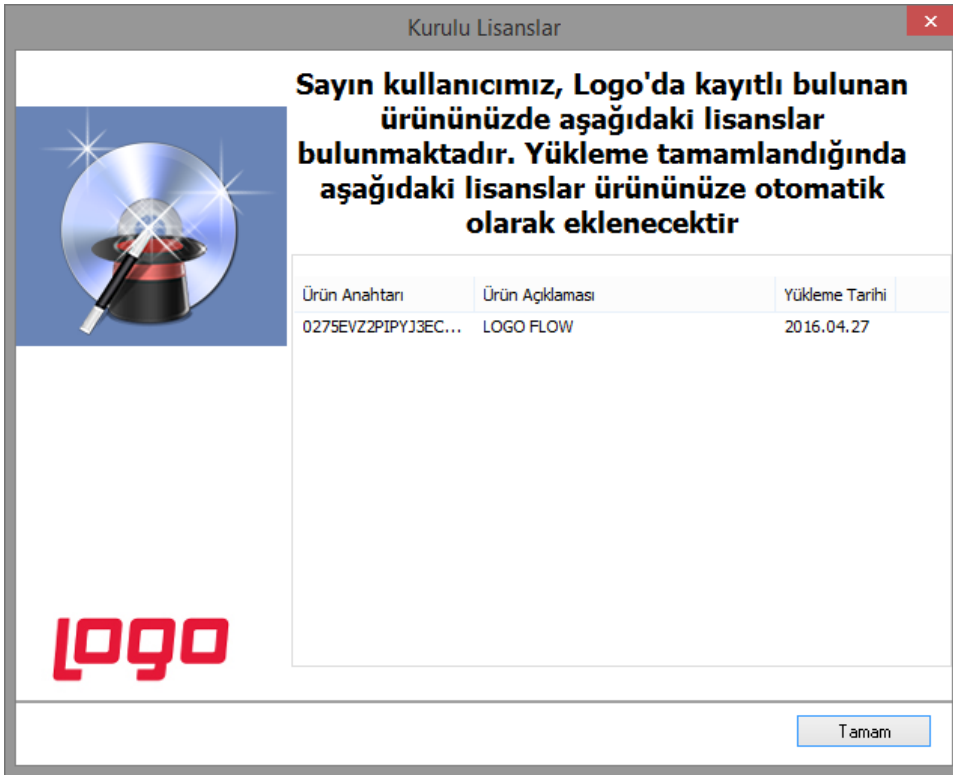 Kurulu Lisanslar
Sayın kullanıcımız, Logo'da kayıtlı bulunan
ürününüzde aşağıdaki lisanslar
bulunmaktadır. Yükleme tamamlandığında
aşağıdaki lisanslar ürününüze otomatik
olarak eklenecektir
Ürün Anahtarı Ürün Açıklaması Yükleme Tarihi
0275EVZ2PIPYJ3EC... LOGO FLOW 2016.04.27
logo
Tamam